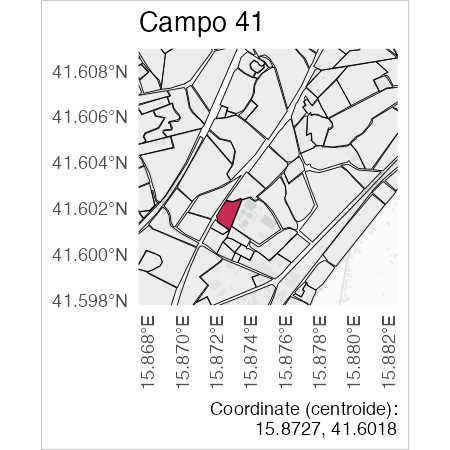 Campo 41
41.608°N
41.606°N
41.604°N
41.602°N
41.600°N
41.598°N
15.868°E
15.870°E
15.872°E
15.874°E
15.876°E
15.878°E
15.880°E
15.882°E
Coordinate (centroide):
15.8727, 41.6018